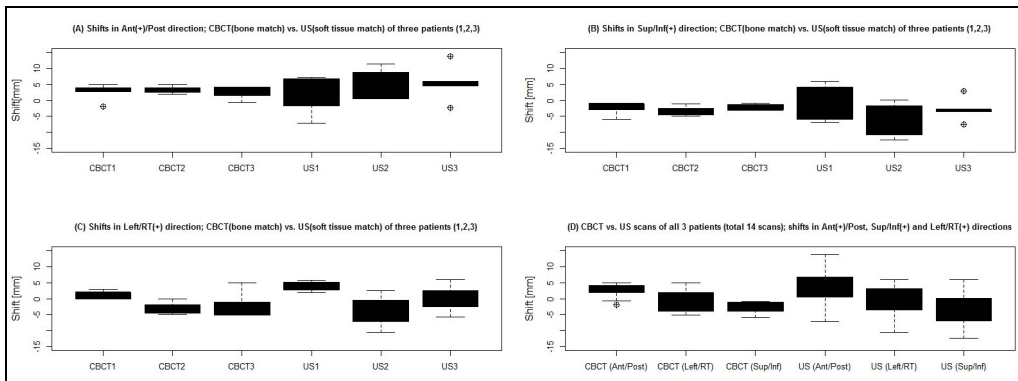 (A) Shifts in Ant(+)/Post direction; CBCT(bone match) vs. US(soft tissue match) of three patients (1,2,3)
Shift[mm]
10
5
0
-5
-15
CBCT1 CBCT2 CBCT3 US1 US2 US3
(B) Shifts in Sup/Inf(+) direction; CBCT(bone match) vs. US(soft tissue match) of three patients (1,2,3)
Shift [mm]
10
5
0
-5
-15
CBCT1 CBCT2 CBCT3 US1 US2 US3
(C) Shifts in Left/RT(+) direction; CBCT(bone match) vs. US(soft tissue match) of three patients (1,2,3)
Shift [mm]
10
5
0
-5
-15
CBCT1 CBCT2 CBCT3 US1 US2 US3
(D) CBCT vs. US scans of all 3 patients (total 14 scans); shifts in Ant(+)/Post, Sup/Inf(+) and Left/RT(+) directions
Shift [mm]
10
5
0
-5
-15
CBCT (Ant/Post) CBCT (Left/RT) CBCT (Sup/Inf) US (Ant/Post) US (Left/RT) US (Sup/Inf)